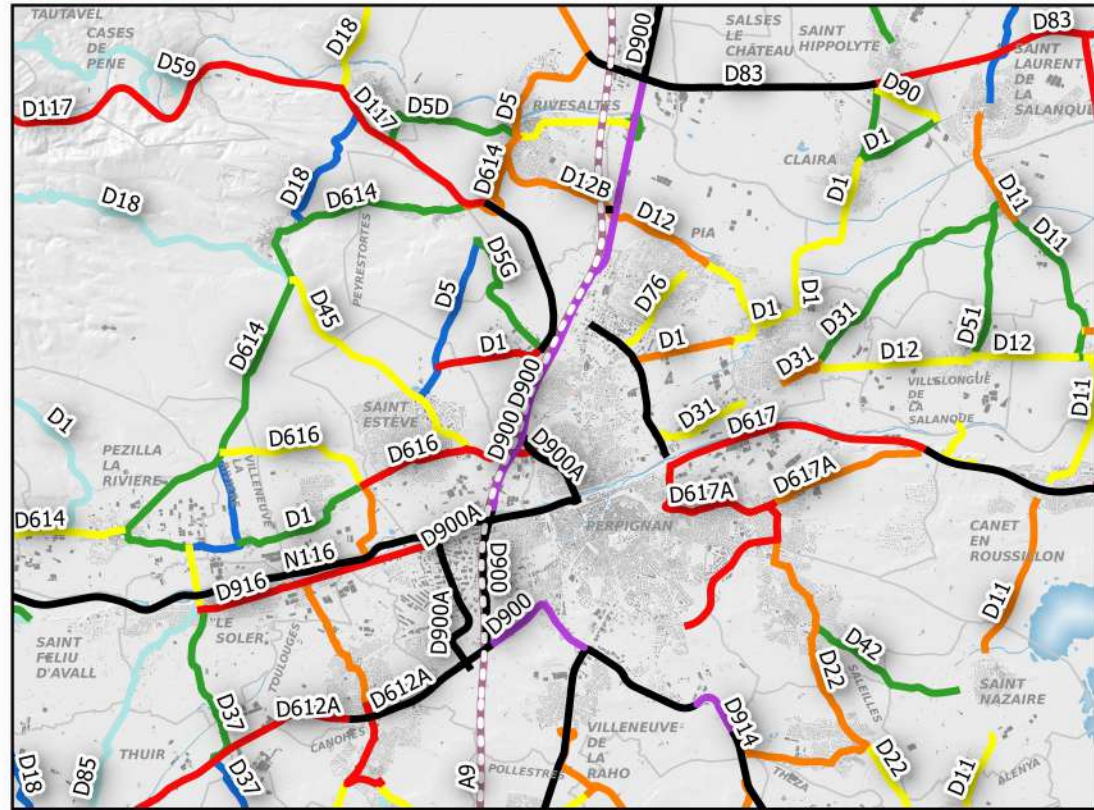 TAUTAVEL
CASES
DE
PENE
D18
D900
SALSES
LE
CHÂTEAU
SAINT
HIPPOLYTE
D83
SAINT
LAURENT
DE
LA
SALANQUE
D59
D83
D90
D117
D117
D5D
D5
RIVESALTES
D1
CLAIRA
D18
D614
D12B
D1
D18
D614
D12
PIA
D11
D11
PEYRESTORTES
D5G
D5
D45
D76
D1
D31
D51
D614
D1
D1
D31
D12
D12
D900
D900
VILLELONGUE
DE
LA
SALANQUE
D11
D1
SAINT
ESTÈVE
D31
D617
PEZILLA
LA
RIVIERE
D616
VILLENEUVE
LA
D616
D900A
D617A
D617A
D614
D1
D900A
PERPIGNAN
N116
D916
D900
CANET
EN
ROUSSILLON
LE
SOLER
D900A
D900
D11
SAINT
FELIU
D'AVALL
TOULOUGES
D42
D22
SALEILLES
SAINT
NAZAIRE
D612A
D612A
D37
CANOHES
D914
VILLENEUVE
DE
LA
RAHO
THUIR
D18
D85
D37
A9
POLLESTRES
THEZA
D22
D11
ALENYA